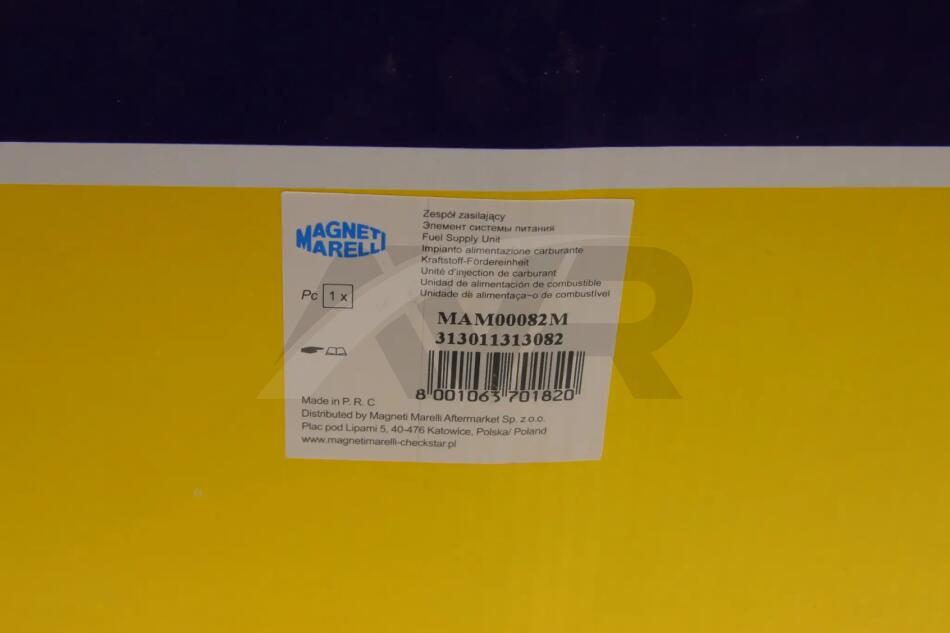 MAGNETI
MARELLI
Zespół zasilający
Элемент системы питания
Fuel Supply Unit
Impianto alimentazione carburante
Kraftstoff-Fördereinheit
Unité d'injection de carburant
Unidad de alimentación de combustible
Unidade de alimentaça-o de combustível
Pc 1 x
MAM00082M
313011313082
8 001063 701820
Made in P. R. C
Distributed by Magneti Marelli Aftermarket Sp. z o.o.
Plac pod Lipami 5, 40-476 Katowice, Polska/ Poland
www.magnetimarelli-checkstar.pl